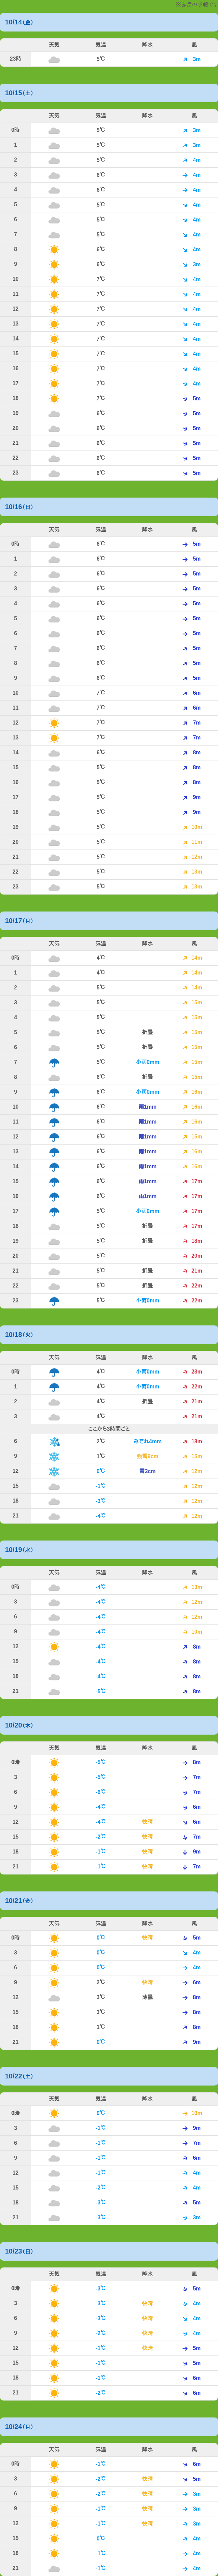 10/14(金)
天気 気温 降水 風
23時 5℃ 3m
10/15(土)
天気 気温 降水 風
0時 5℃ 3m
1 5℃ 3m
2 5℃ 4m
3 6℃ 4m
4 6℃ 4m
5 6℃ 4m
6 5℃ 4m
7 5℃ 4m
8 6℃ 4m
9 6℃ 3m
10 7℃ 4m
11 7℃ 4m
12 7℃ 4m
13 7℃ 4m
14 7℃ 4m
15 7℃ 4m
16 7℃ 4m
17 7℃ 4m
18 7℃ 5m
19 6℃ 5m
20 6℃ 5m
21 6℃ 5m
22 6℃ 5m
23 6℃ 5m
10/16(日)
天気 気温 降水 風
0時 6℃ 5m
1 6℃ 5m
2 6℃ 5m
3 6℃ 5m
4 6℃ 5m
5 6℃ 5m
6 6℃ 5m
7 6℃ 5m
8 6℃ 5m
9 6℃ 5m
10 7℃ 6m
11 7℃ 6m
12 7℃ 7m
13 7℃ 7m
14 6℃ 8m
15 5℃ 8m
16 5℃ 8m
17 5℃ 9m
18 5℃ 9m
19 5℃ 10m
20 5℃ 11m
21 5℃ 12m
22 5℃ 13m
23 5℃ 13m
10/17(月)
天気 気温 降水 風
0時 4℃ 14m
1 4℃ 14m
2 5℃ 14m
3 5℃ 15m
4 5℃ 15m
5 5℃ 折曇 15m
6 5℃ 折曇 15m
7 5℃ 小雨0mm 15m
8 6℃ 折曇 15m
9 6℃ 小雨0mm 16m
10 6℃ 雨1mm 15m
11 6℃ 雨1mm 15m
12 6℃ 雨1mm 15m
13 6℃ 雨1mm 16m
14 6℃ 雨1mm 16m
15 6℃ 雨1mm 17m
16 6℃ 雨1mm 17m
17 5℃ 小雨0mm 17m
18 5℃ 折曇 17m
19 5℃ 折曇 18m
20 5℃ 20m
21 5℃ 折曇 21m
22 5℃ 折曇 22m
23 5℃ 小雨0mm 22m
10/18(火)
天気 気温 降水 風
0時 4℃ 小雨0mm 23m
1 4℃ 小雨0mm 22m
2 4℃ 折曇 21m
3 4℃ 21m
ここから3時間ごと
6 2℃ みぞれ4mm 18m
9 1℃ 15m
12 0℃ 雪2cm 12m
15 -1℃ 12m
18 -3℃ 12m
21 -4℃ 12m
10/19(水)
天気 気温 降水 風
0時 -4℃ 13m
3 -4℃ 12m
6 -4℃ 12m
9 -4℃ 10m
12 -4℃ 8m
15 -4℃ 8m
18 -4℃ 8m
21 -5℃ 8m
10/20(木)
天気 気温 降水 風
0時 -5℃ 8m
3 -5℃ 7m
6 -6℃ 7m
9 -4℃ 6m
12 -4℃ 快晴 6m
15 -2℃ 快晴 7m
18 -1℃ 快晴 9m
21 -1℃ 快晴 7m
10/21(金)
天気 気温 降水 風
0時 0℃ 快晴 5m
3 0℃ 4m
6 0℃ 4m
9 2℃ 快晴 6m
12 3℃ 薄曇 8m
15 3℃ 8m
18 1℃ 8m
21 0℃ 9m
10/22(土)
天気 気温 降水 風
0時 0℃ 10m
3 -1℃ 9m
6 -1℃ 7m
9 -1℃ 6m
12 -1℃ 4m
15 -2℃ 4m
18 -3℃ 5m
21 -3℃ 3m
10/23(日)
天気 気温 降水 風
0時 -3℃ 5m
3 -3℃ 快晴 4m
6 -3℃ 快晴 4m
9 -2℃ 快晴 4m
12 -1℃ 快晴 5m
15 -1℃ 5m
18 -1℃ 6m
21 -2℃ 6m
10/24(月)
天気 気温 降水 風
0時 -1℃ 6m
3 -2℃ 快晴 5m
6 -2℃ 快晴 3m
9 -1℃ 快晴 3m
12 -1℃ 快晴 3m
15 0℃ 4m
18 -1℃ 4m
21 -1℃ 4m